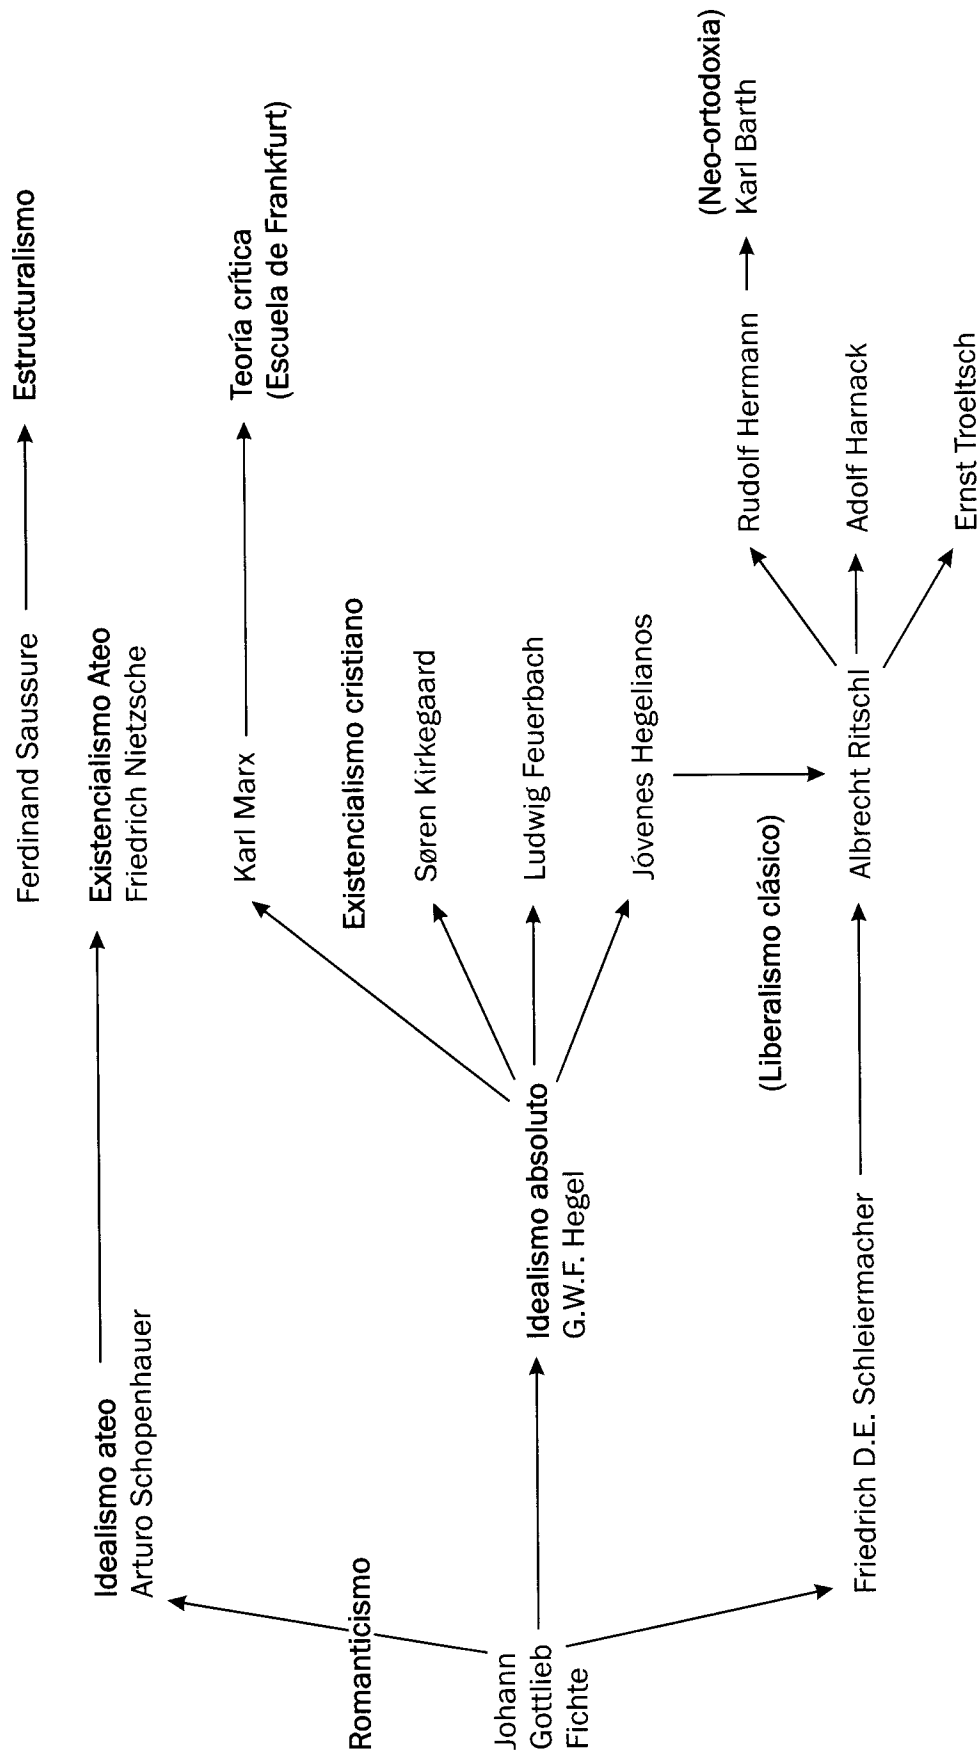 Ferdinand Saussure
Estructuralismo
Idealismo ateo
Arturo Schopenhauer
Existencialismo Ateo
Friedrich Nietzsche
Karl Marx
Teoría crítica
(Escuela de Frankfurt)
Romanticismo
Existencialismo cristiano
Søren Kirkegaard
Johann
Gottlieb
Fichte
Idealismo absoluto
G.W.F. Hegel
Ludwig Feuerbach
Jóvenes Hegelianos
(Liberalismo clásico)
Friedrich D.E. Schleiermacher
Albrecht Ritschl
Rudolf Hermann
(Neo-ortodoxia)
Karl Barth
Adolf Harnack
Ernst Troeltsch